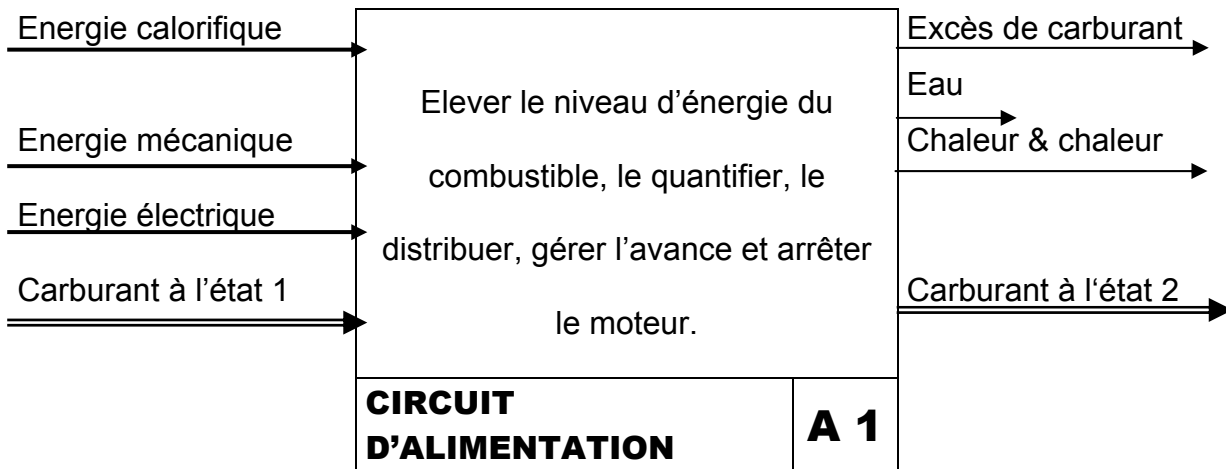 Energie calorifique
Energie mécanique
Energie électrique
Carburant à l’état 1
Elever le niveau d’énergie du
combustible, le quantifier, le
distribuer, gérer l’avance et arrêter
le moteur.
CIRCUIT
D’ALIMENTATION
A 1
Excès de carburant
Eau
Chaleur & chaleur
Carburant à l‘état 2